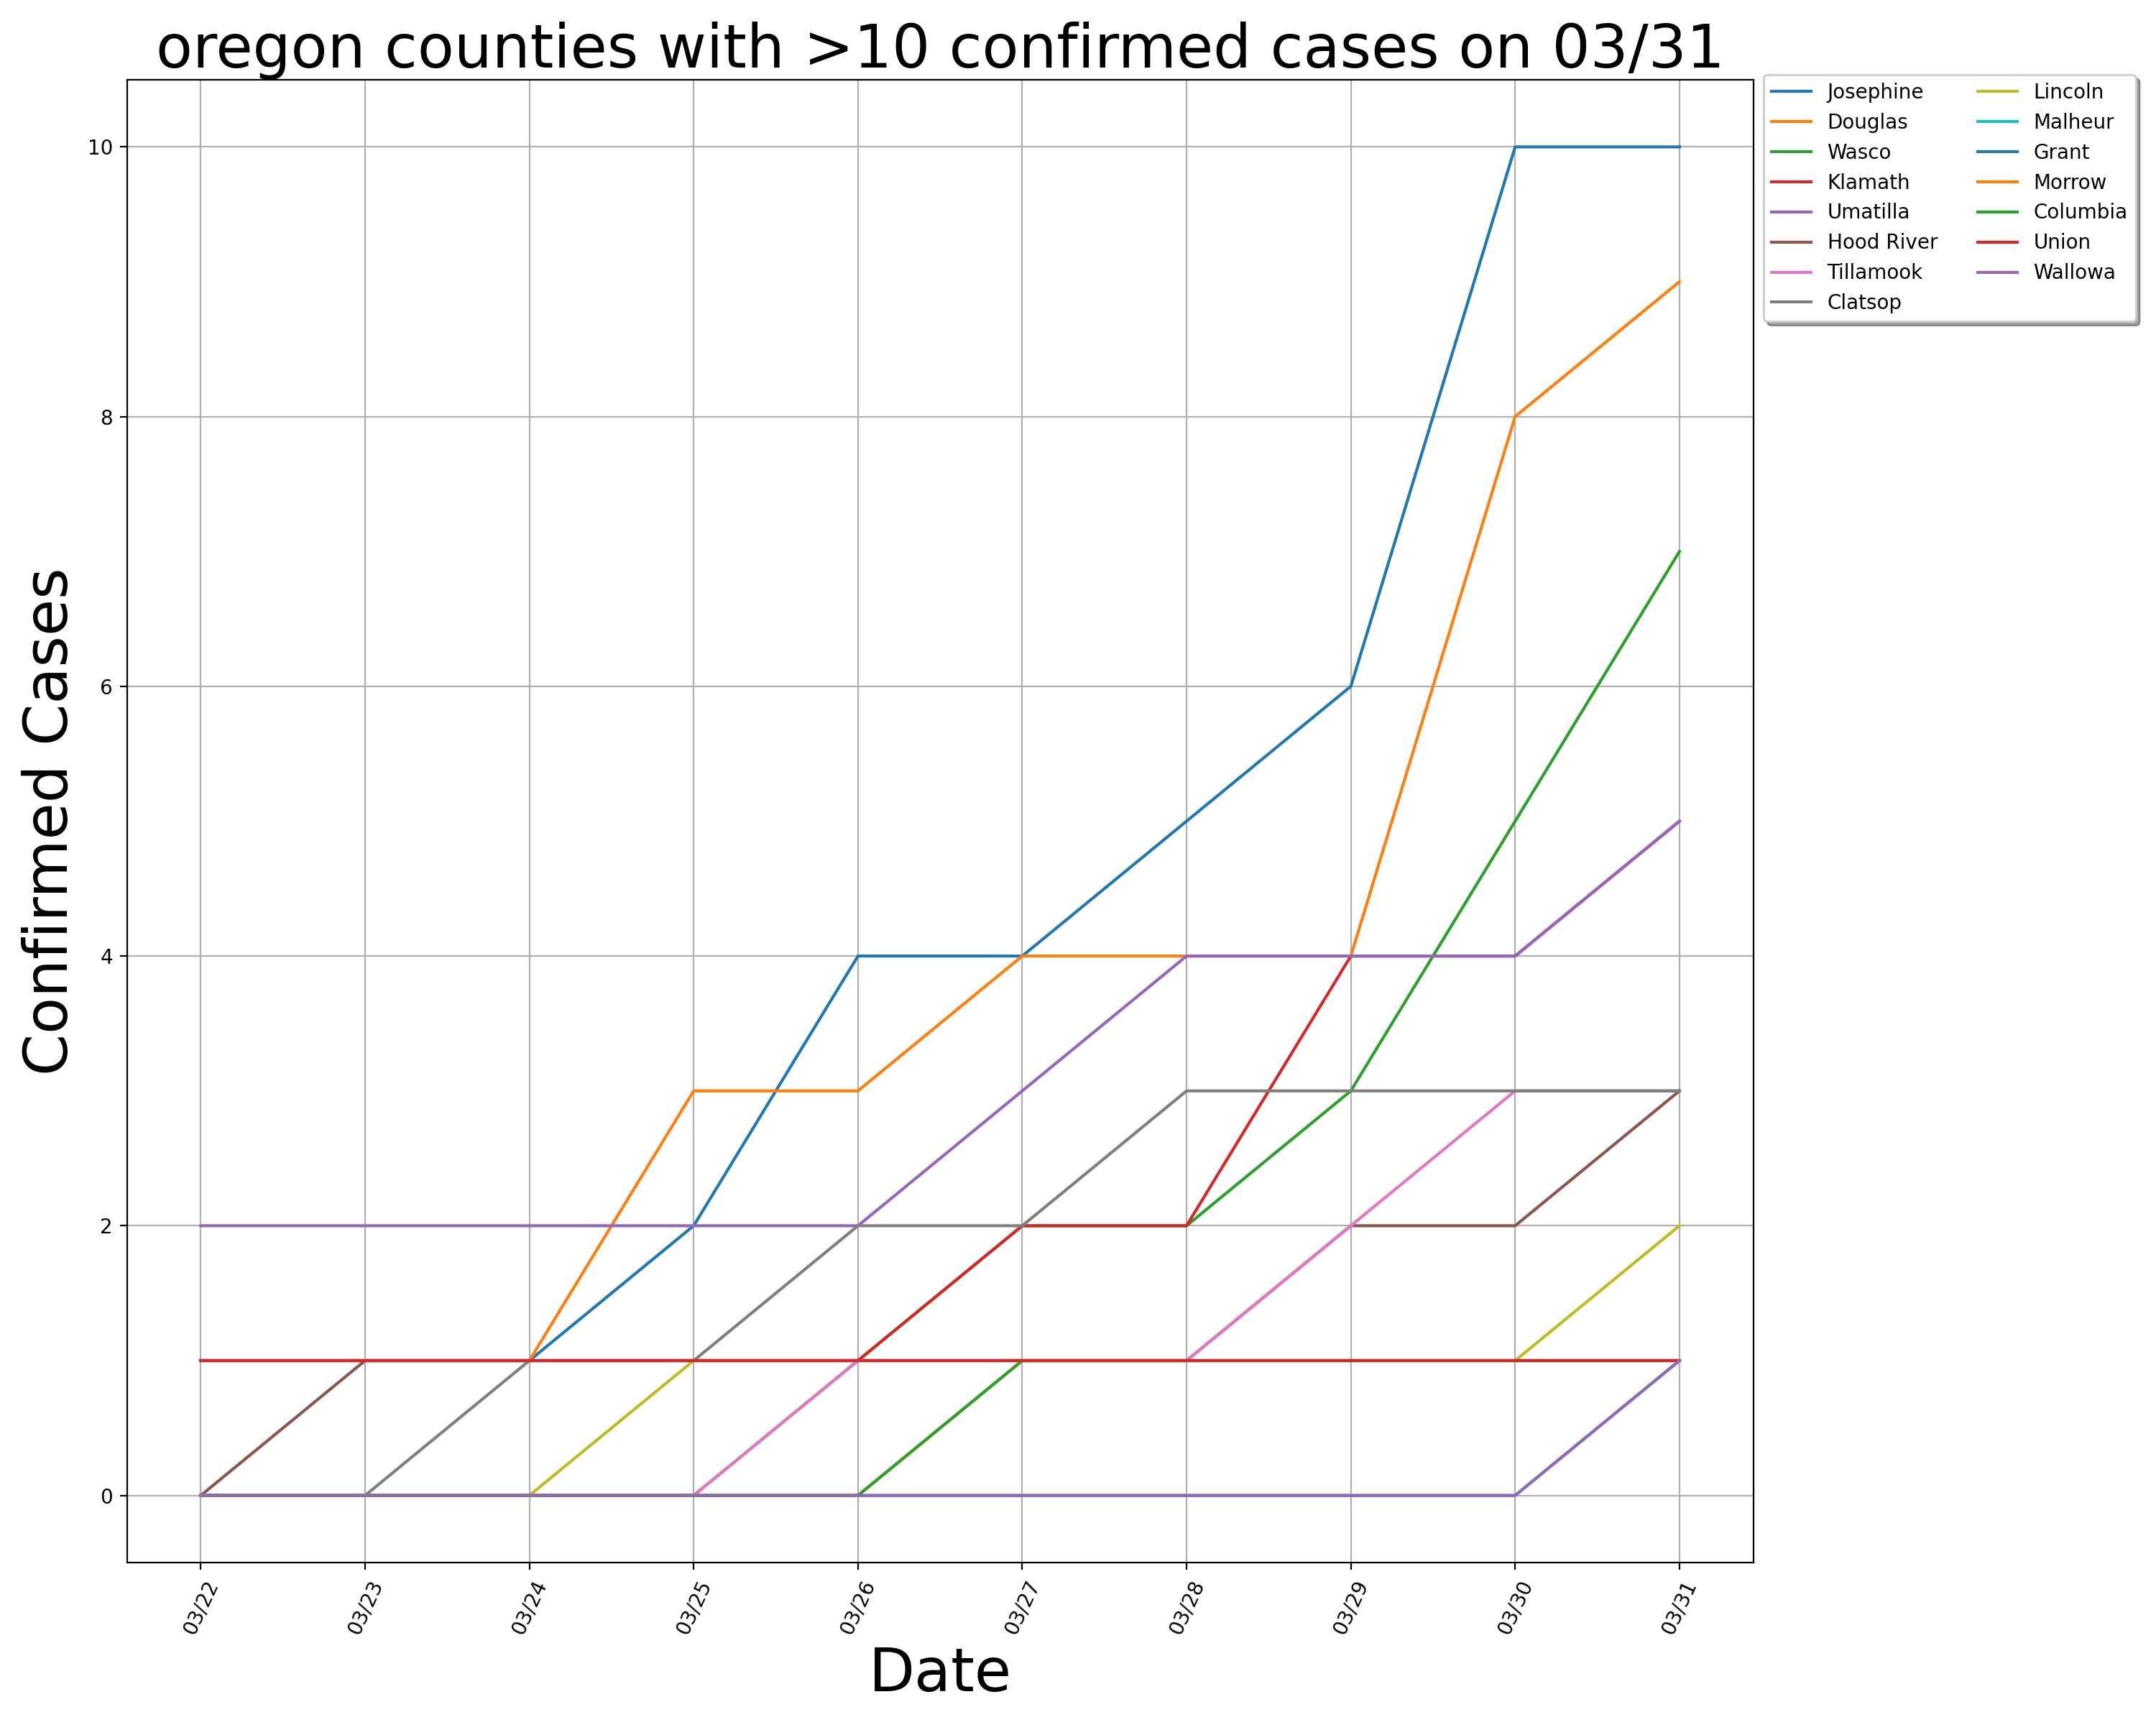 oregon counties with >10 confirmed cases on 03/31
Josephine
Douglas
Wasco
Klamath
Umatilla
Hood River
Tillamook
Clatsop
Lincoln
Malheur
Grant
Morrow
Columbia
Union
Wallowa
Confirmed Cases
10
8
6
4
2
0
03/22
03/23
03/24
03/25
03/26
03/27
03/28
03/29
03/30
03/31
Date